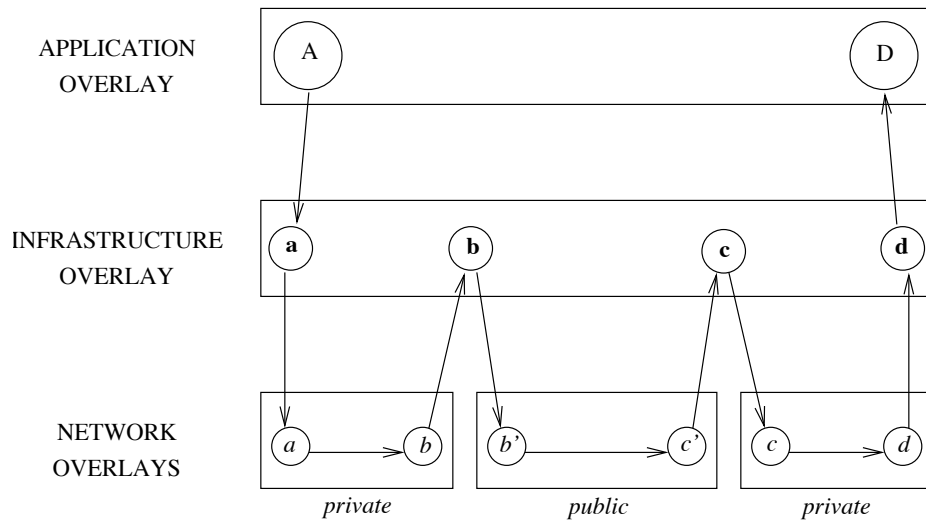 APPLICATION
OVERLAY
A
D
INFRASTRUCTURE
OVERLAY
a
b
c
d
NETWORK
OVERLAYS
a
b
b’
c’
c
d
private
public
private